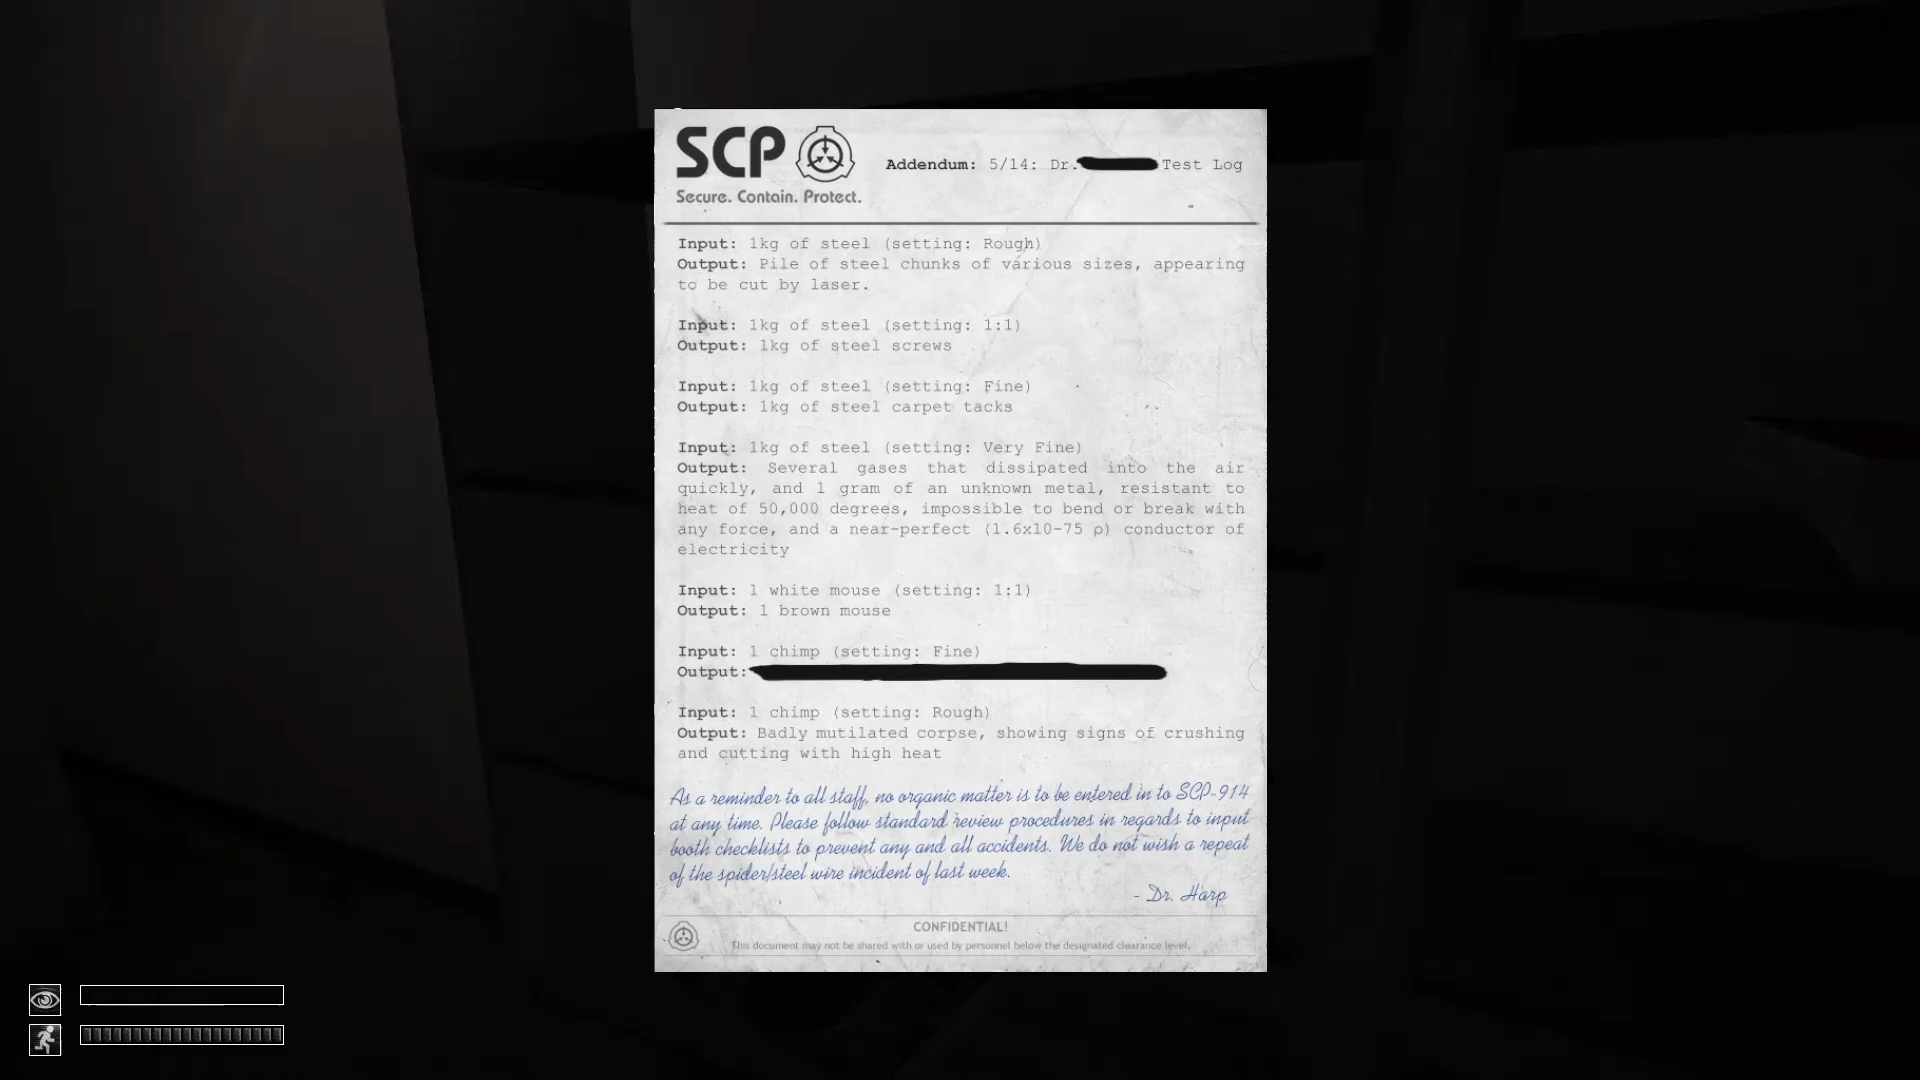 SCP
Secure. Contain. Protect.
Addendum: 5/14: Dr. Test Log
Input: 1kg of steel (setting: Rough)
Output: Pile of steel chunks of various sizes, appearing
to be cut by laser.
Input: 1kg of steel (setting: 1:1)
Output: 1kg of steel screws
Input: 1kg of steel (setting: Fine)
Output: 1kg of steel carpet tacks
Input: 1kg of steel (setting: Very Fine)
Output: Several gases that dissipated into the air
quickly, and 1 gram of an unknown metal, resistant to
heat of 50,000 degrees, impossible to bend or break with
any force, and a near-perfect (1.6x10-75 ρ) conductor of
electricity
Input: 1 white mouse (setting: 1:1)
Output: 1 brown mouse
Input: 1 chimp (setting: Fine)
Output:
Input: 1 chimp (setting: Rough)
Output: Badly mutilated corpse, showing signs of crushing
and cutting with high heat
As a reminder to all staff, no organic matter is to be entered in to SCP-914
at any time. Please follow standard review procedures in regards to input
booth checklists to prevent any and all accidents. We do not wish a repeat
of the spider/steel wire incident of last week.
- Dr. Harp
CONFIDENTIAL!
This document may not be shared with or used by personnel below the designated clearance level.